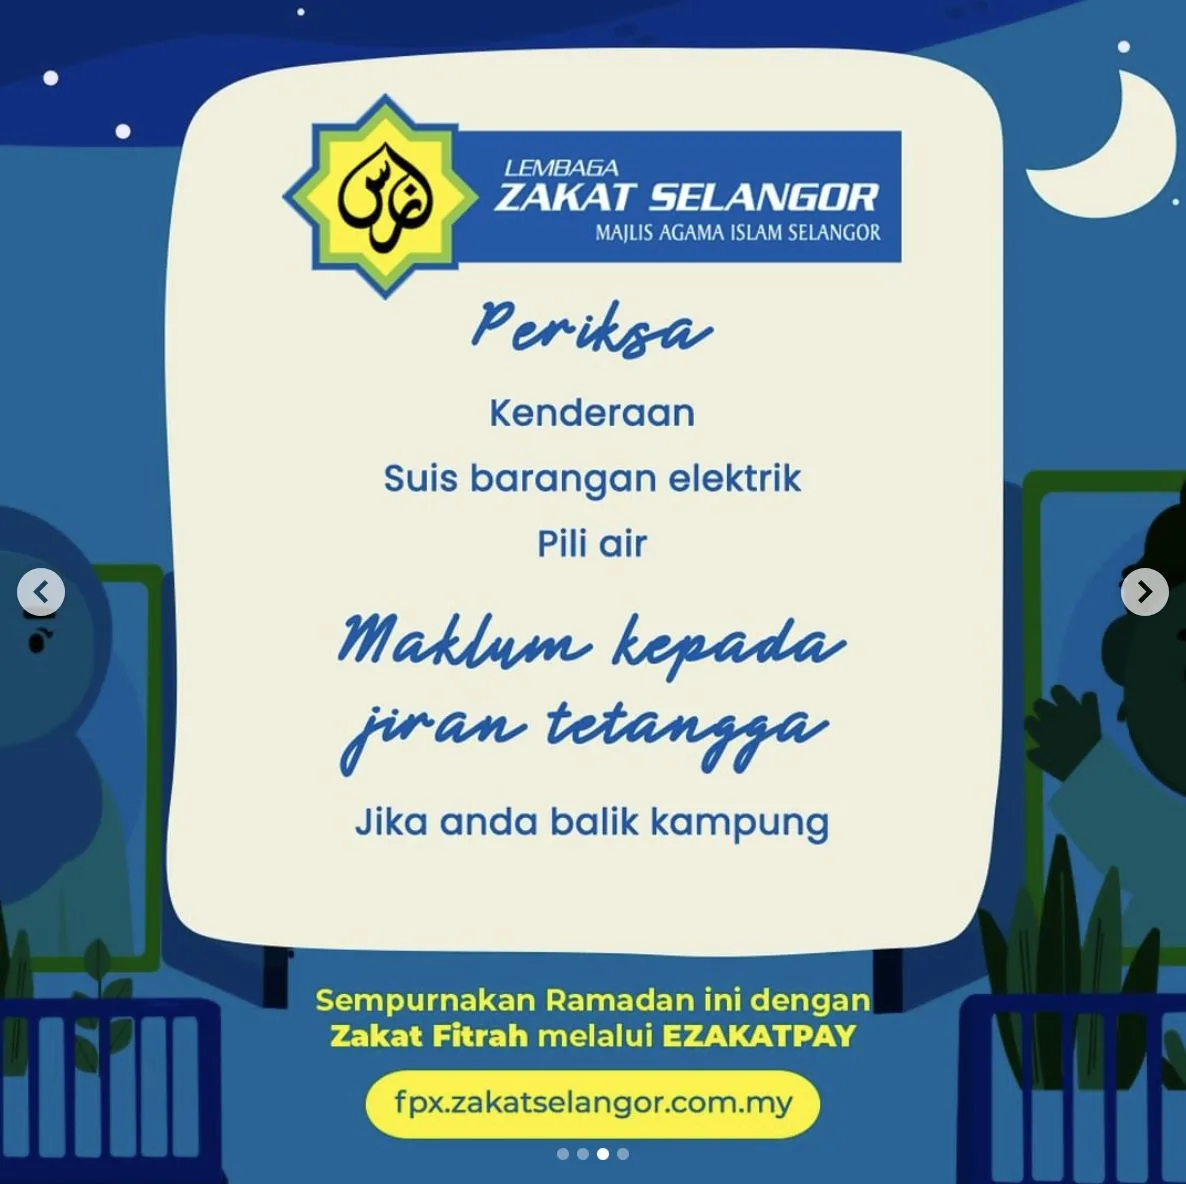 LEMBAGA
ZAKAT SELANGOR
MAJLIS AGAMA ISLAM SELANGOR
Periksa
Kenderaan
Suis barangan elektrik
Pili air
Maklum kepada
jiran tetangga
Jika anda balik kampung
Sempurnakan Ramadan ini dengan
Zakat Fitrah melalui EZAKATPAY
fpx.zakatselangor.com.my